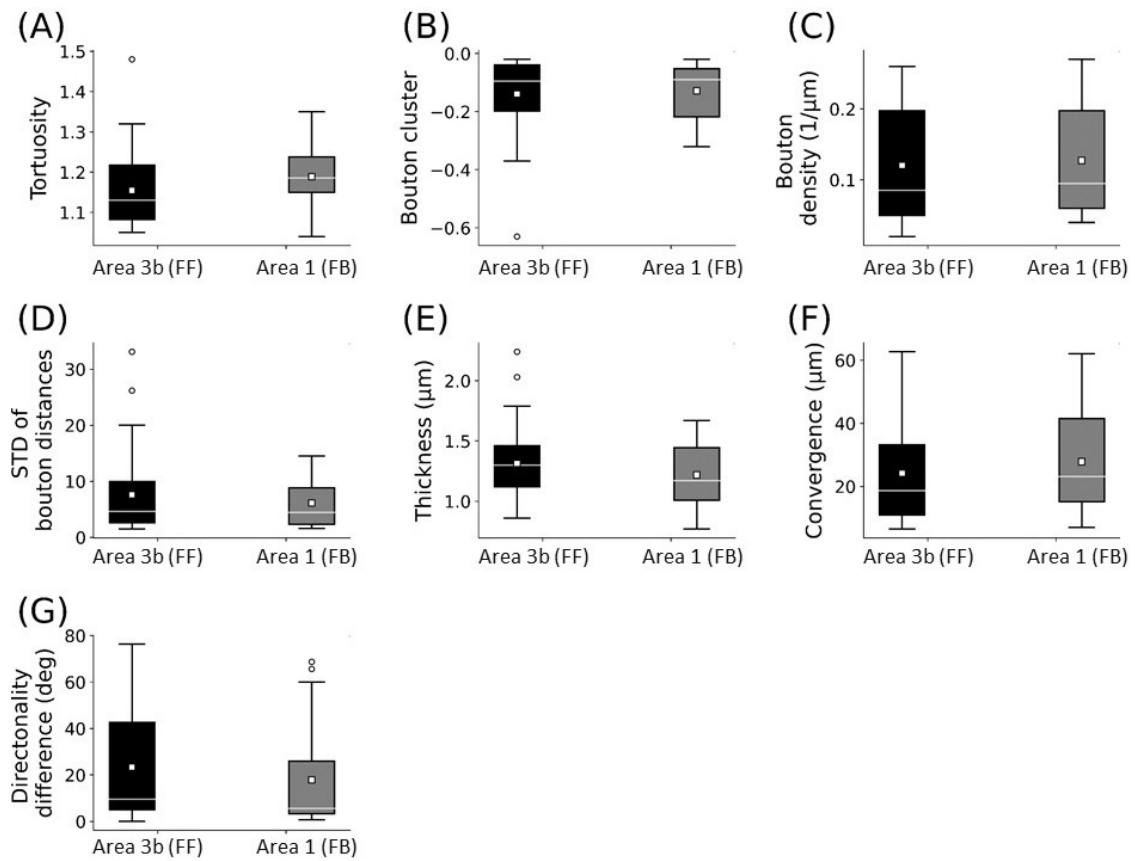 (A)
Tortuosity
1.5
1.4
1.3
1.2
1.1
Area 3b (FF) Area 1 (FB)
(B)
Bouton cluster
0.0
−0.2
−0.4
−0.6
Area 3b (FF) Area 1 (FB)
(C)
Bouton
density (1/μm)
0.2
0.1
Area 3b (FF) Area 1 (FB)
(D)
STD of
bouton distances
30
20
10
0
Area 3b (FF) Area 1 (FB)
(E)
Thickness (μm)
2.0
1.5
1.0
Area 3b (FF) Area 1 (FB)
(F)
Convergence (μm)
60
40
20
Area 3b (FF) Area 1 (FB)
(G)
Directonality
difference (deg)
80
60
40
20
0
Area 3b (FF) Area 1 (FB)